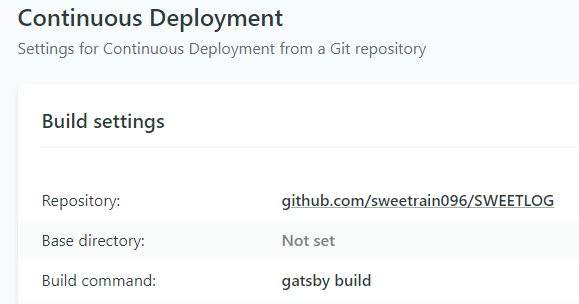 Continuous Deployment
Settings for Continuous Deployment from a Git repository
Build settings
Repository: github.com/sweetrain096/SWEETLOG
Base directory: Not set
Build command: gatsby build